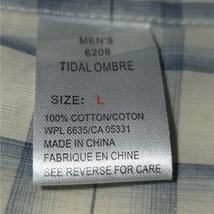 MEN'S
6208
TIDAL OMBRE
SIZE: L
100% COTTON/COTON
WPL 6635/CA 05331
MADE IN CHINA
FABRIQUE EN CHINE
SEE REVERSE FOR CARE